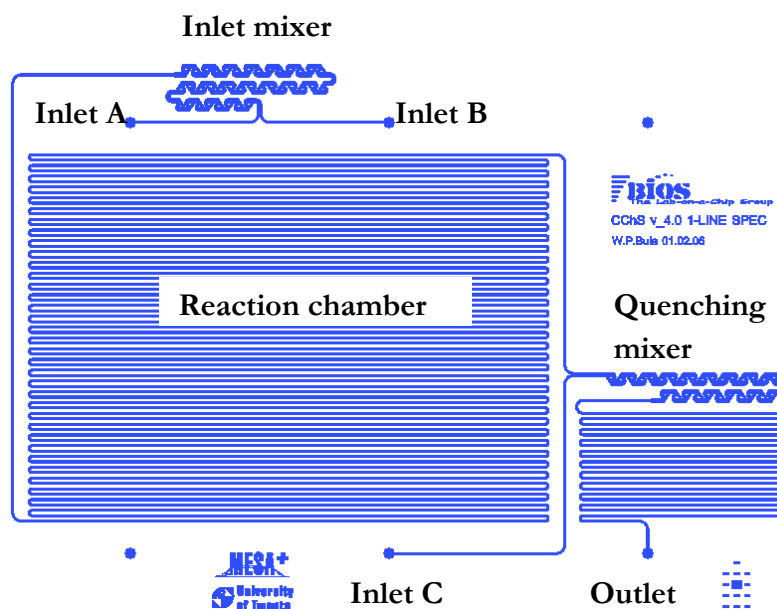 Inlet mixer
Inlet A
Inlet B
BIOS
The Lab-on-a-Chip Group
CChS v_4.0 1-LINE SPEC
W.P.Bula 01.02.06
Reaction chamber
Quenching
mixer
MESA+
University
of Twente
Inlet C
Outlet